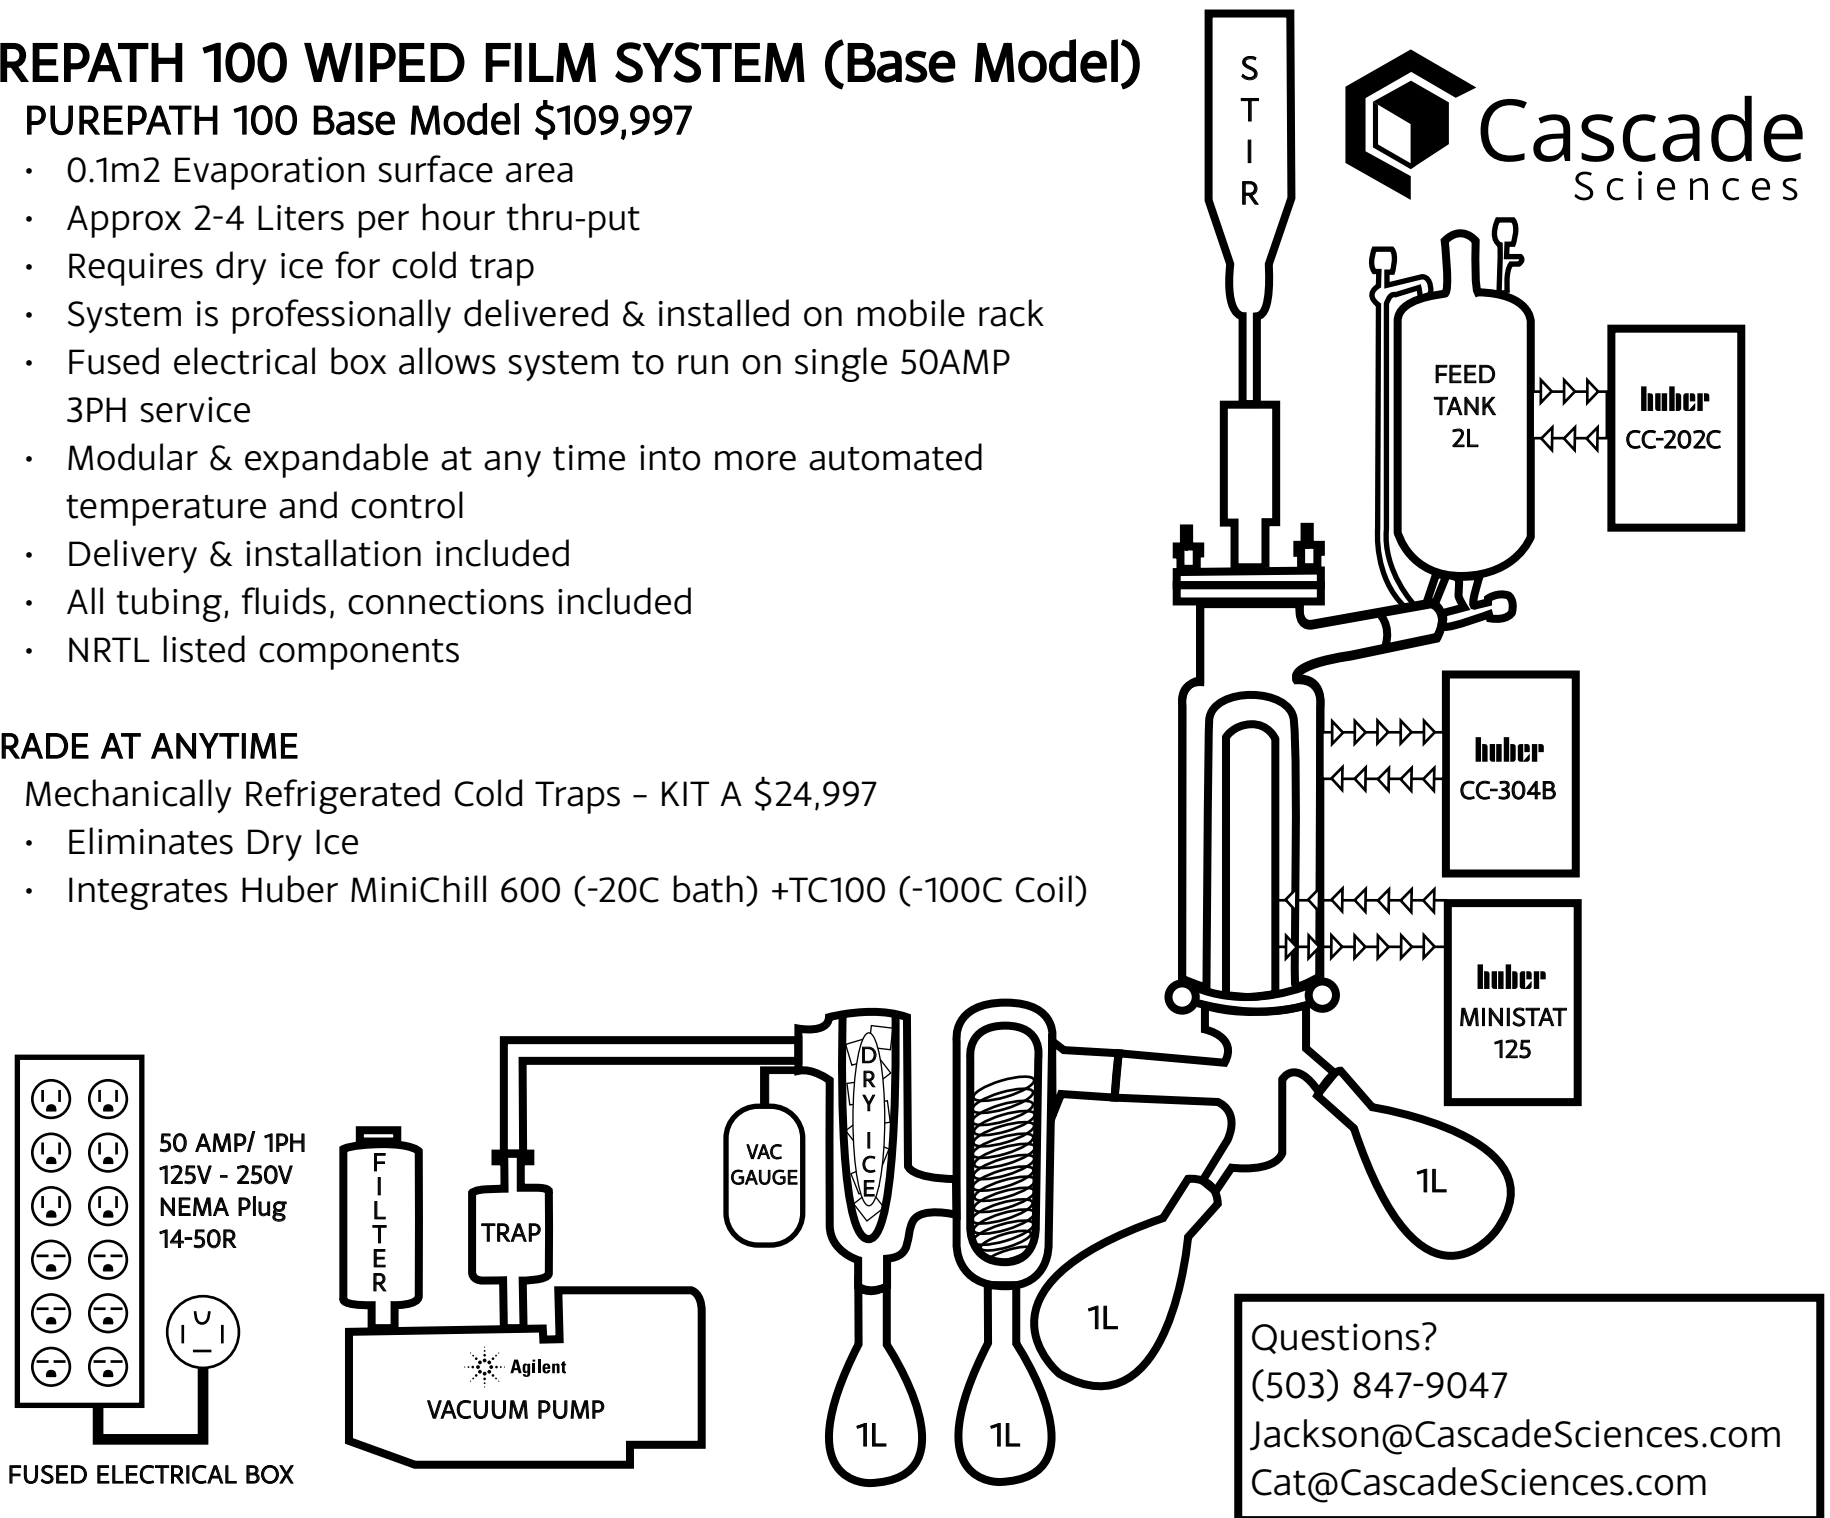 REPATH 100 WIPED FILM SYSTEM (Base Model)
PUREPATH 100 Base Model $109,997
• 0.1m2 Evaporation surface area
• Approx 2-4 Liters per hour thru-put
• Requires dry ice for cold trap
• System is professionally delivered & installed on mobile rack
• Fused electrical box allows system to run on single 50AMP
3PH service
• Modular & expandable at any time into more automated
temperature and control
• Delivery & installation included
• All tubing, fluids, connections included
• NRTL listed components
RADE AT ANYTIME
Mechanically Refrigerated Cold Traps – KIT A $24,997
• Eliminates Dry Ice
• Integrates Huber MiniChill 600 (-20C bath) +TC100 (-100C Coil)
STIR
Cascade
Sciences
FEED
TANK
2L
huber
CC-202C
huber
CC-304B
huber
MINISTAT
125
50 AMP/ 1PH
125V - 250V
NEMA Plug
14-50R
FUSED ELECTRICAL BOX
FILTER
TRAP
Agilent
VACUUM PUMP
VAC
GAUGE
DRY ICE
1L
1L
1L
1L
Questions?
(503) 847-9047
Jackson@CascadeSciences.com
Cat@CascadeSciences.com